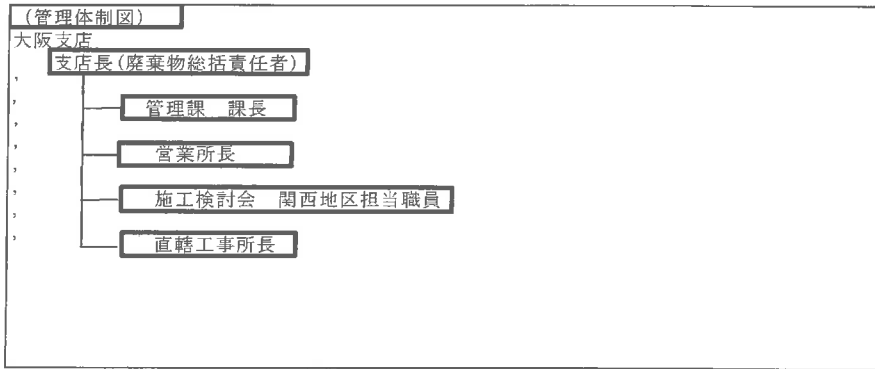 (管理体制図)
大阪支店
支店長(廃棄物総括責任者)
管理課　課長
営業所長
施工検討会　関西地区担当職員
直轄工事所長